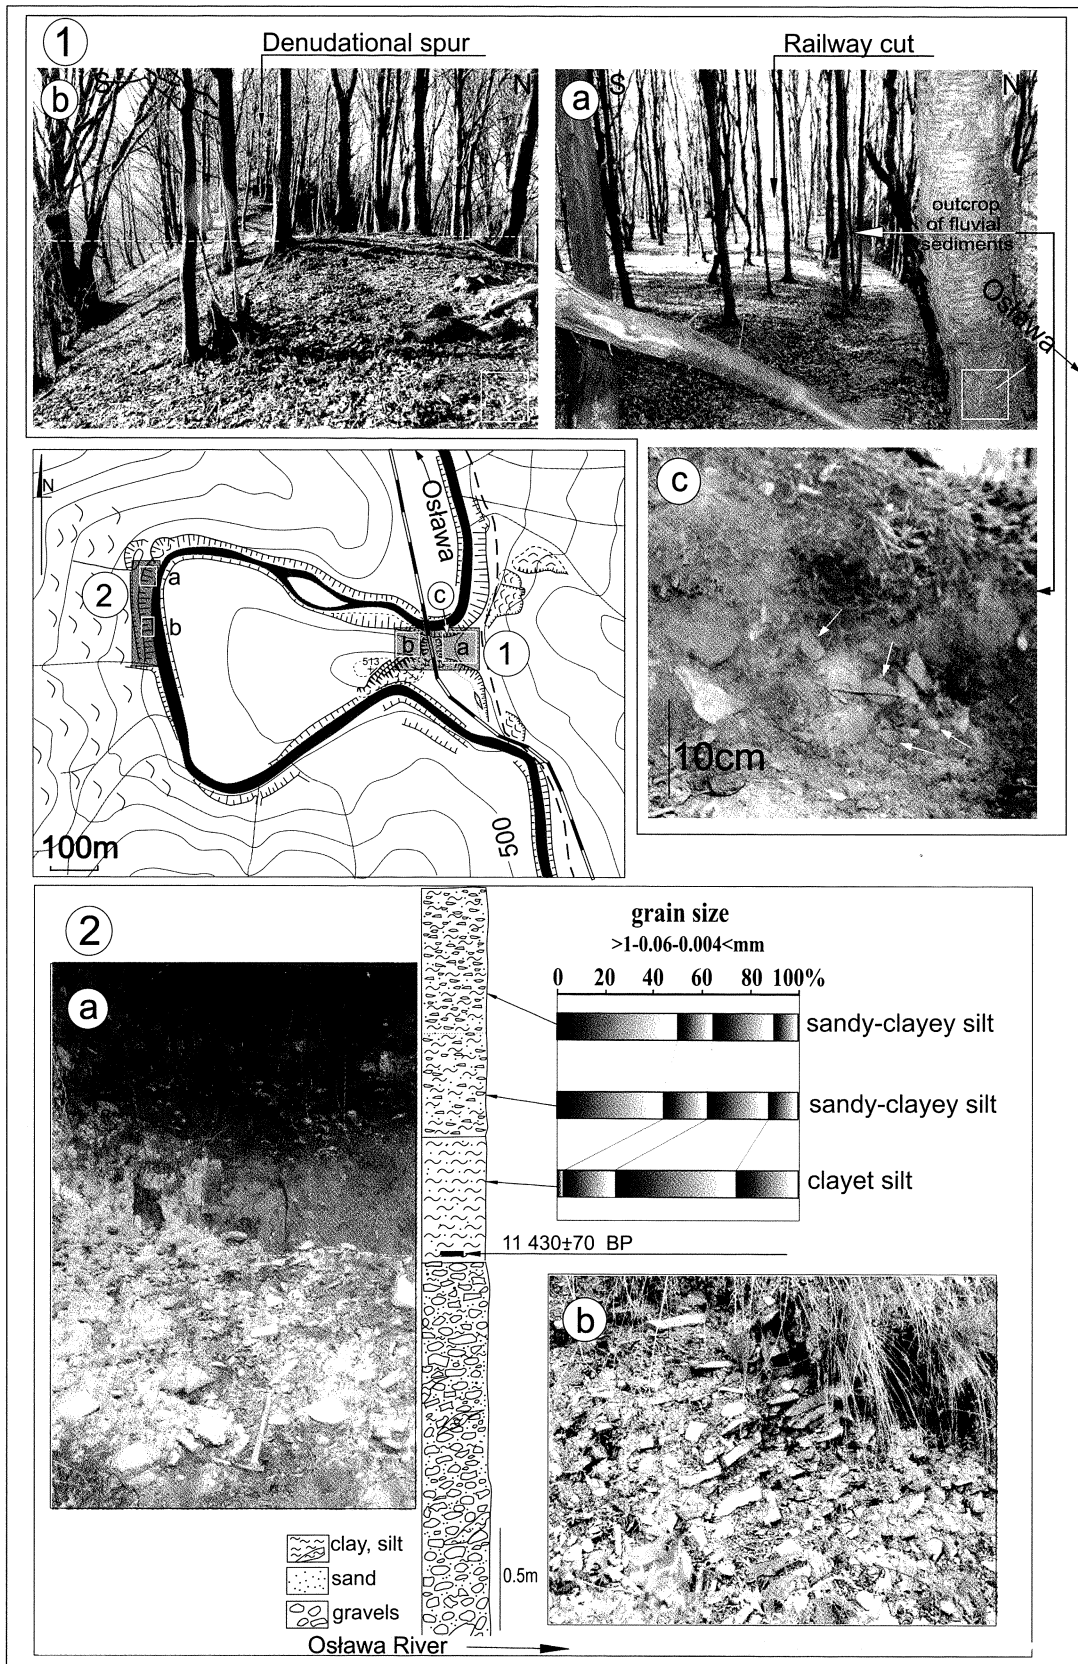 1
Denudational spur
Railway cut
b
S
N
a
S
N
outcrop
of fluvial
sediments
Osława
N
Osława
c
2
a
b
b
a
1
513
500
100m
c
10cm
2
a
grain size
>1-0.06-0.004<mm
0 20 40 60 80 100%
sandy-clayey silt
sandy-clayey silt
clayet silt
11 430±70 BP
b
clay, silt
sand
gravels
0.5m
Osława River